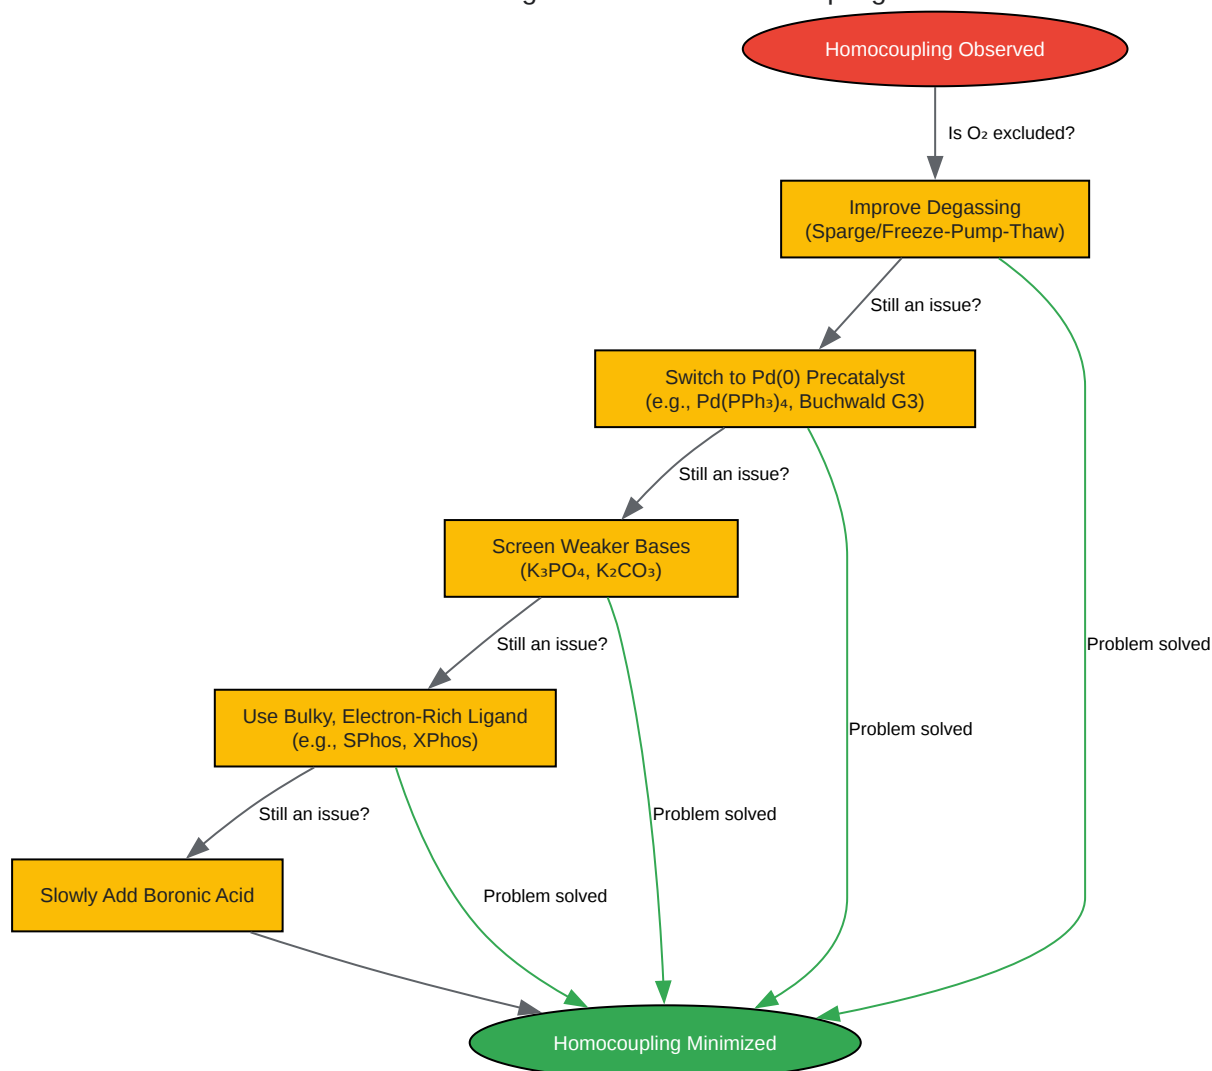 Homocoupling Observed
Is O₂ excluded?
Improve Degassing
(Sparge/Freeze-Pump-Thaw)
Still an issue?
Switch to Pd(0) Precatalyst
(e.g., Pd(PPh₃)₄, Buchwald G3)
Still an issue?
Screen Weaker Bases
(K₃PO₄, K₂CO₃)
Still an issue?
Problem solved
Use Bulky, Electron-Rich Ligand
(e.g., SPhos, XPhos)
Problem solved
Still an issue?
Problem solved
Slowly Add Boronic Acid
Problem solved
Homocoupling Minimized